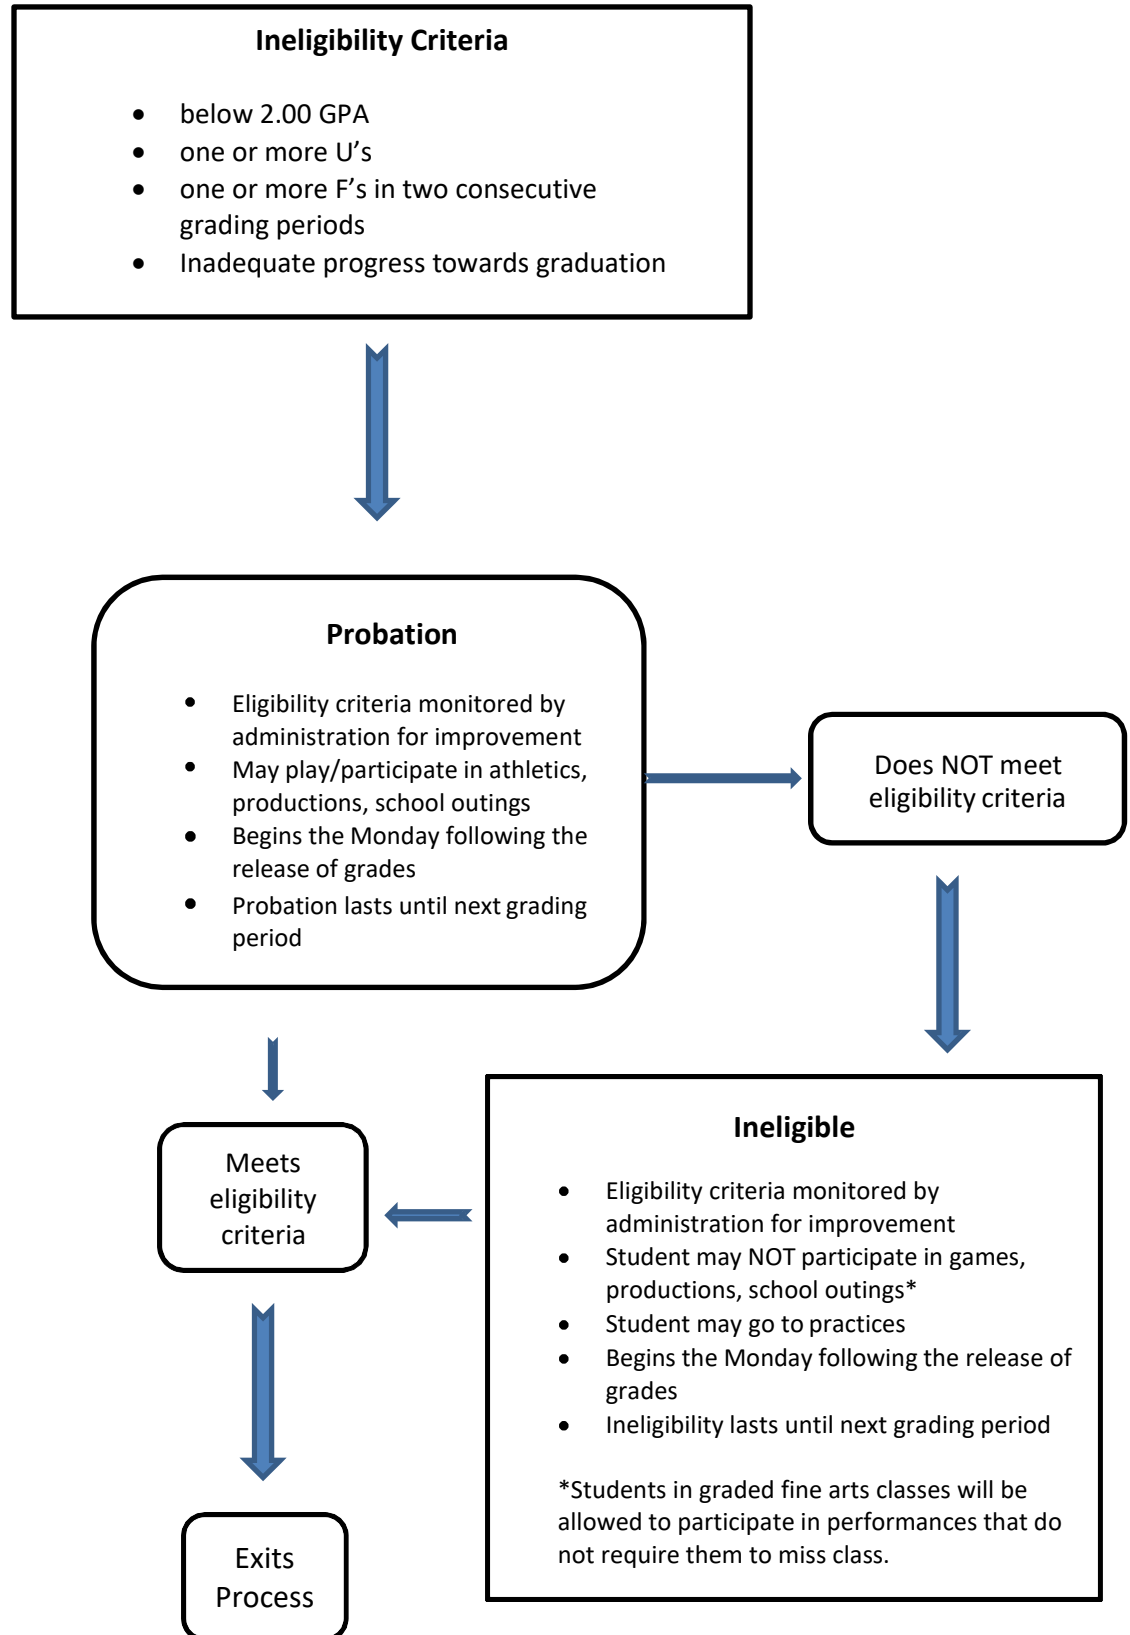 Ineligibility Criteria
• below 2.00 GPA
• one or more U’s
• one or more F’s in two consecutive
grading periods
• Inadequate progress towards graduation
Probation
• Eligibility criteria monitored by
administration for improvement
• May play/participate in athletics,
productions, school outings
• Begins the Monday following the
release of grades
• Probation lasts until next grading
period
Does NOT meet
eligibility criteria
Meets
eligibility
criteria
Ineligible
• Eligibility criteria monitored by
administration for improvement
• Student may NOT participate in games,
productions, school outings*
• Student may go to practices
• Begins the Monday following the release of
grades
• Ineligibility lasts until next grading period
*Students in graded fine arts classes will be
allowed to participate in performances that do
not require them to miss class.
Exits
Process